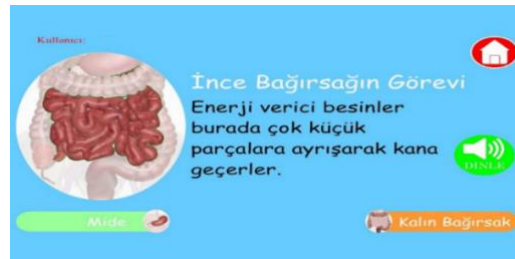 Kullanıcı:
İnce Bağırsağın Görevi
Enerji verici besinler
burada çok küçük
parçalara ayrışarak kana
geçerler.
DİNLE
Mide
Kalın Bağırsak